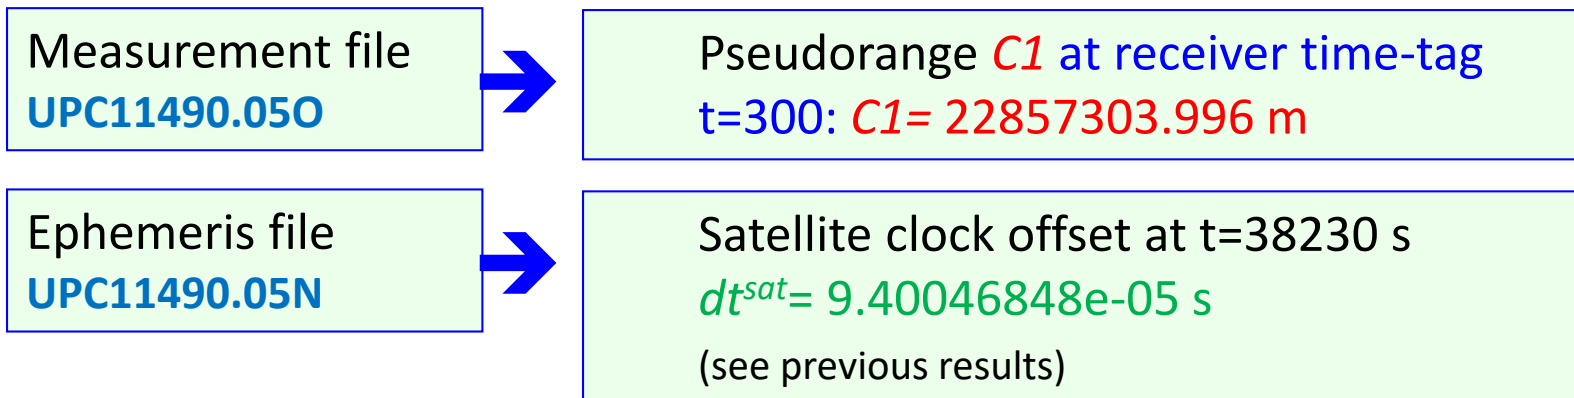 Measurement file
UPC11490.05O
Pseudorange C1 at receiver time-tag
t=300: C1= 22857303.996 m
Ephemeris file
UPC11490.05N
Satellite clock offset at t=38230 s
dtsat= 9.40046848e-05 s
(see previous results)